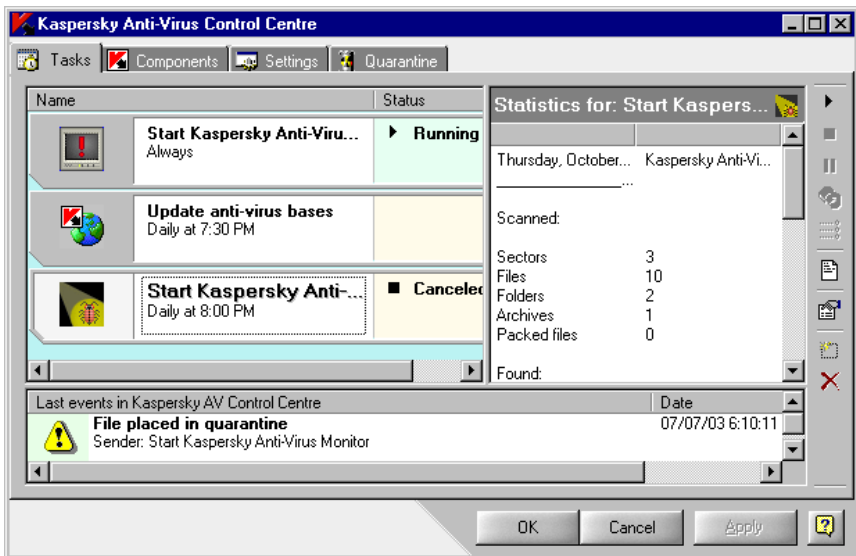 Kaspersky Anti-Virus Control Centre
Tasks Components Settings Quarantine
Name Status
Start Kaspersky Anti-Viru... Running
Always
Update anti-virus bases
Daily at 7:30 PM
Start Kaspersky Anti-... Canceled
Daily at 8:00 PM
Statistics for: Start Kaspers...
Thursday, October... Kaspersky Anti-Vi...
____________________...
Scanned:
Sectors 3
Files 10
Folders 2
Archives 1
Packed files 0
Found:
Last events in Kaspersky AV Control Centre Date
File placed in quarantine 07/07/03 6:10:11
Sender: Start Kaspersky Anti-Virus Monitor
OK Cancel Apply